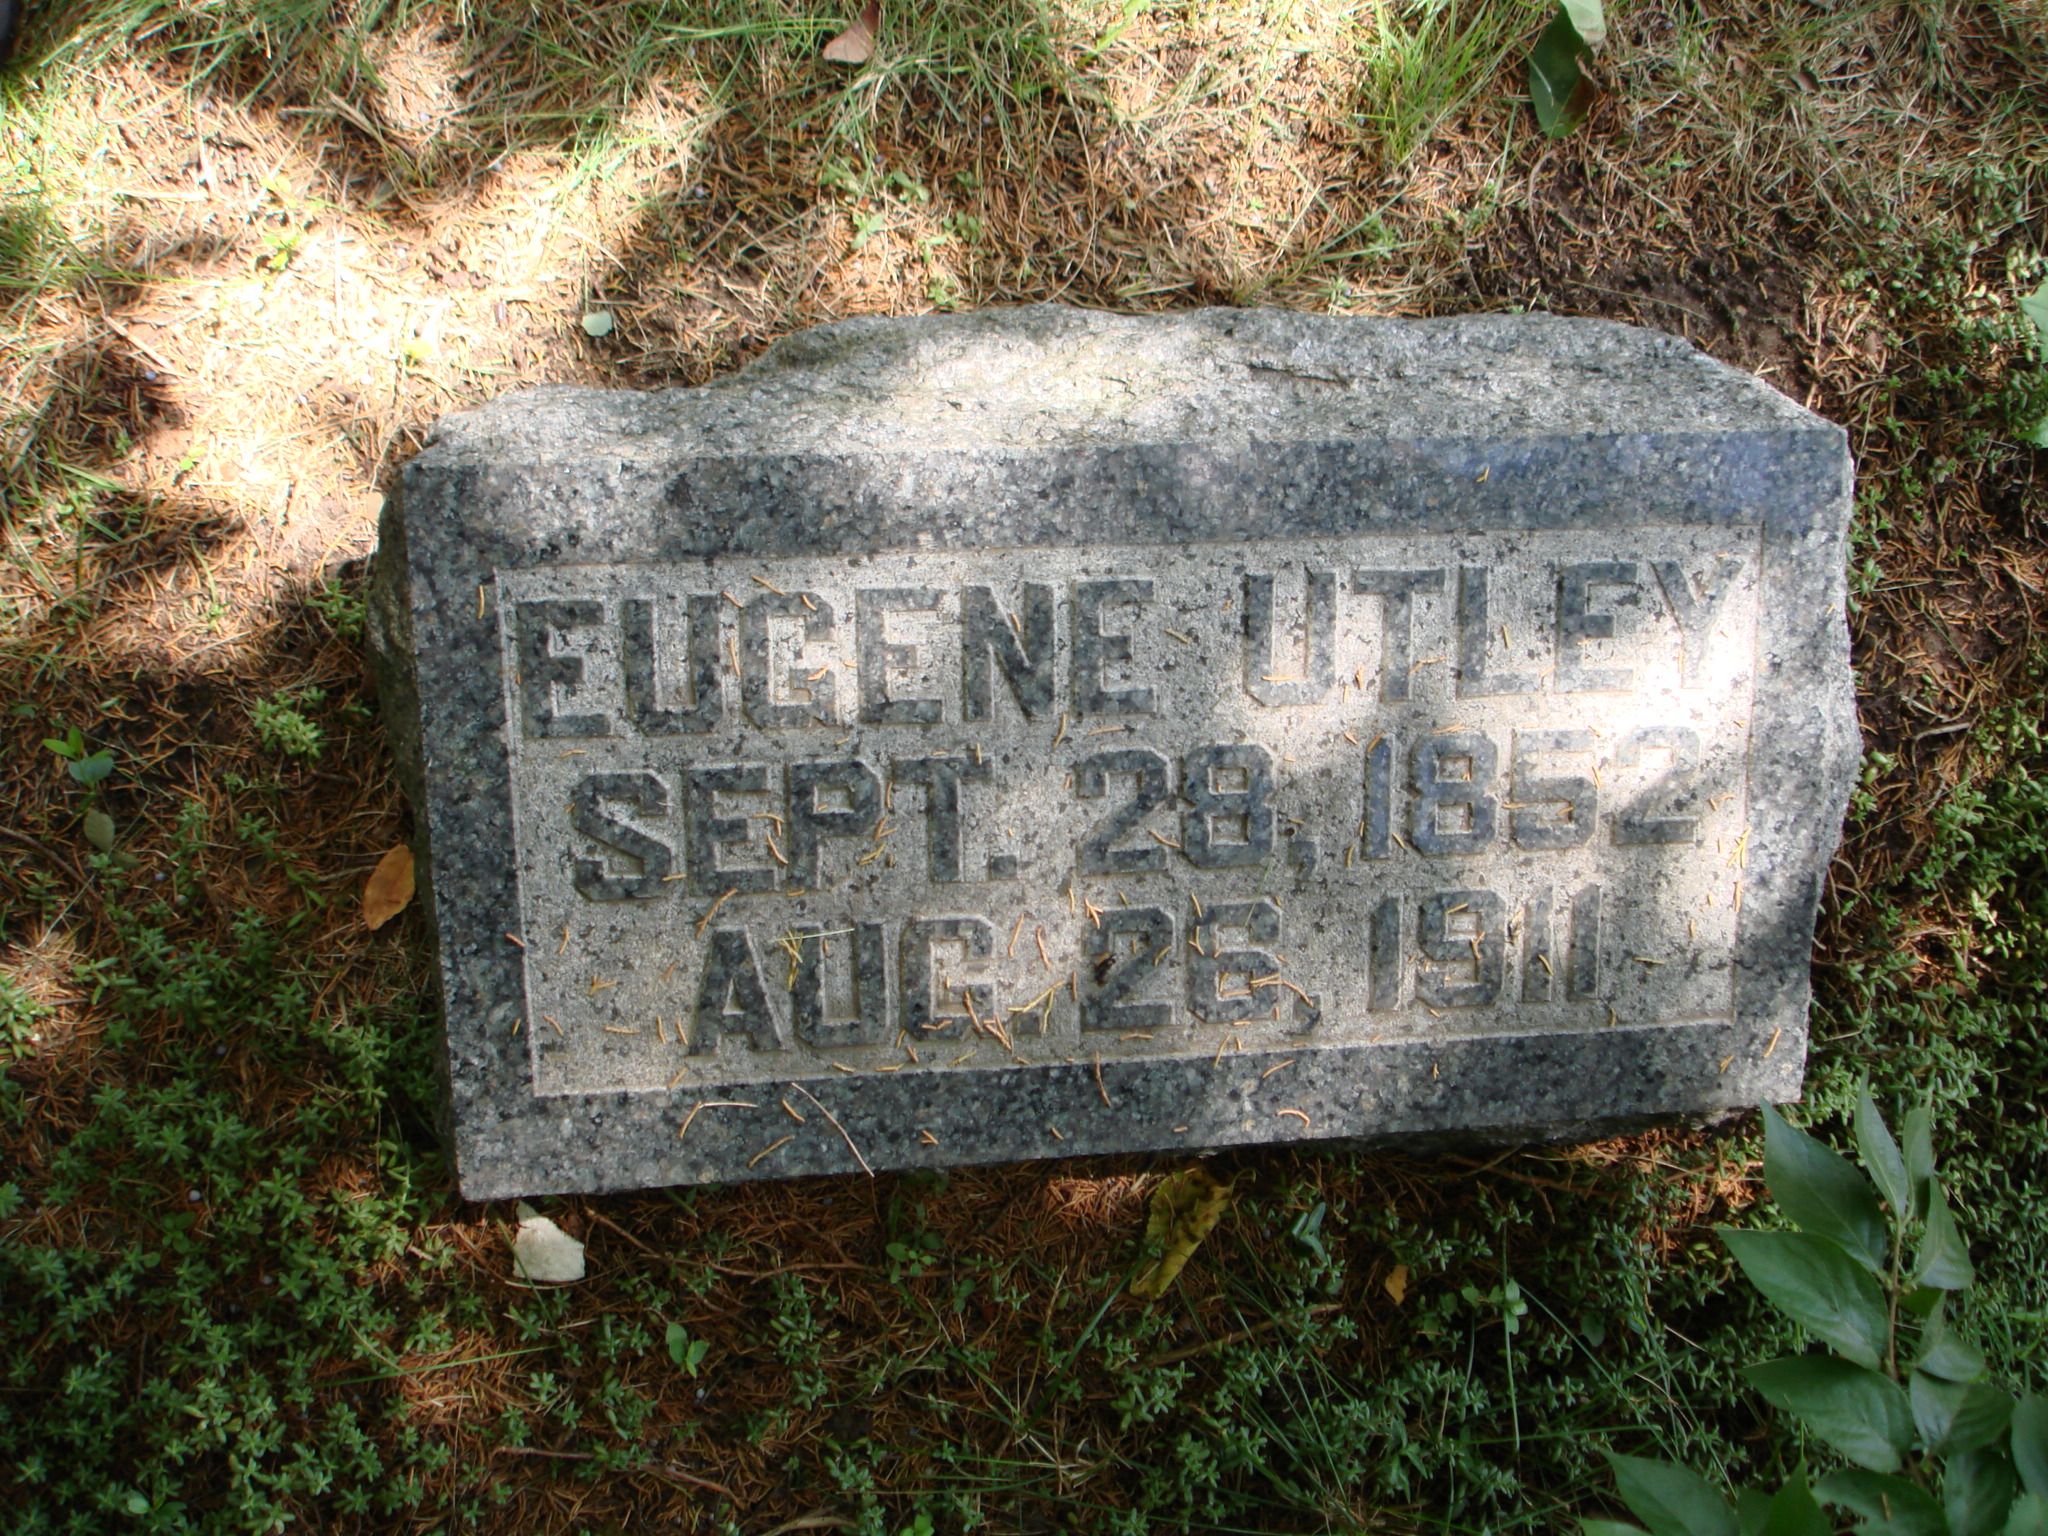 EUGENE UTLEY
SEPT. 28, 1852
AUG. 26, 1911